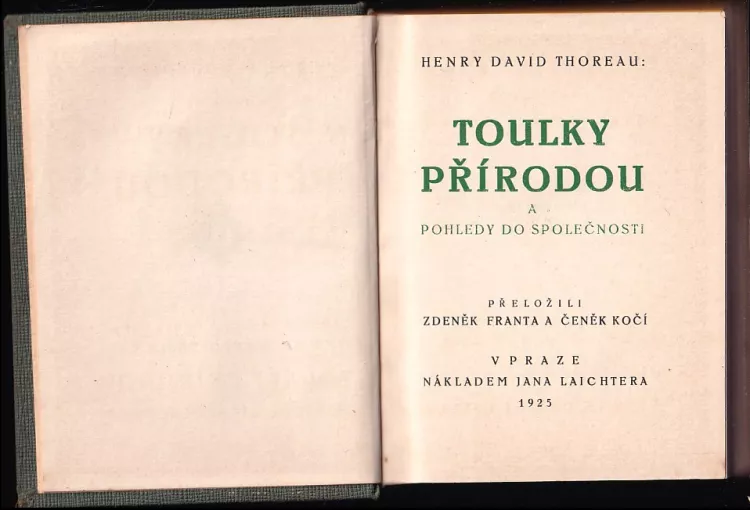 HENRY DAVID THOREAU:
TOULKY
PŘÍRODOU
A
POHLEDY DO SPOLEČNOSTI
PŘELOŽILI
ZDENĚK FRANTA A ČENĚK KOČÍ
V PRAZE
NÁKLADEM JANA LAICHTERA
1925